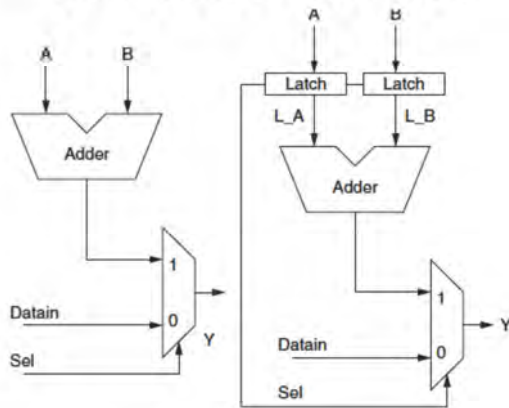 A B
Adder
1
Datain
0
Y
Sel
A B
Latch Latch
L_A L_B
Adder
1
Y
Datain
0
Sel